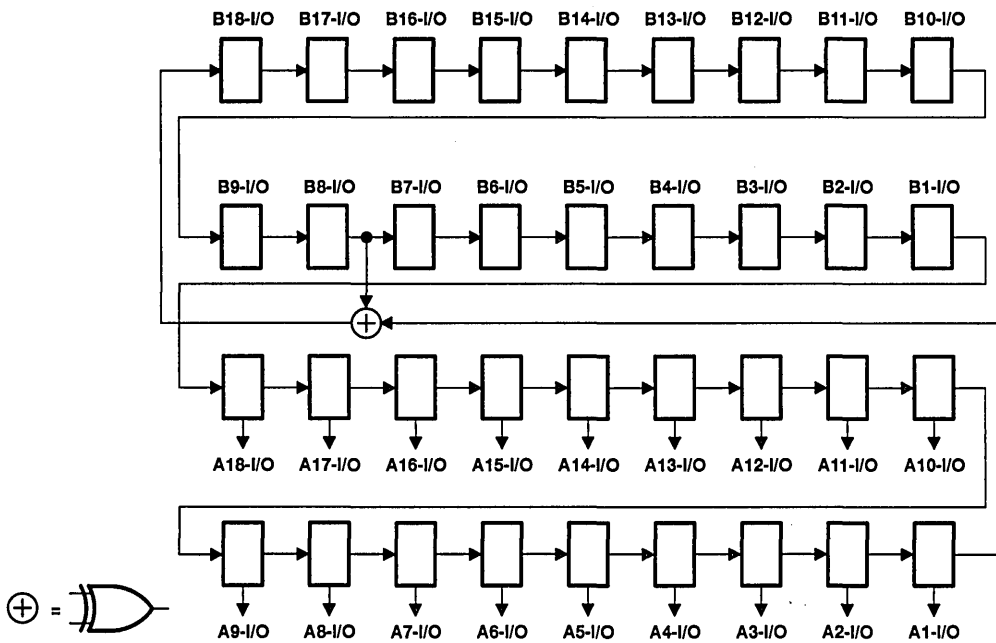 B18-I/O B17-I/O B16-I/O B15-I/O B14-I/O B13-I/O B12-I/O B11-I/O B10-I/O
B9-I/O B8-I/O B7-I/O B6-I/O B5-I/O B4-I/O B3-I/O B2-I/O B1-I/O
A18-I/O A17-I/O A16-I/O A15-I/O A14-I/O A13-I/O A12-I/O A11-I/O A10-I/O
=
A9-I/O A8-I/O A7-I/O A6-I/O A5-I/O A4-I/O A3-I/O A2-I/O A1-I/O